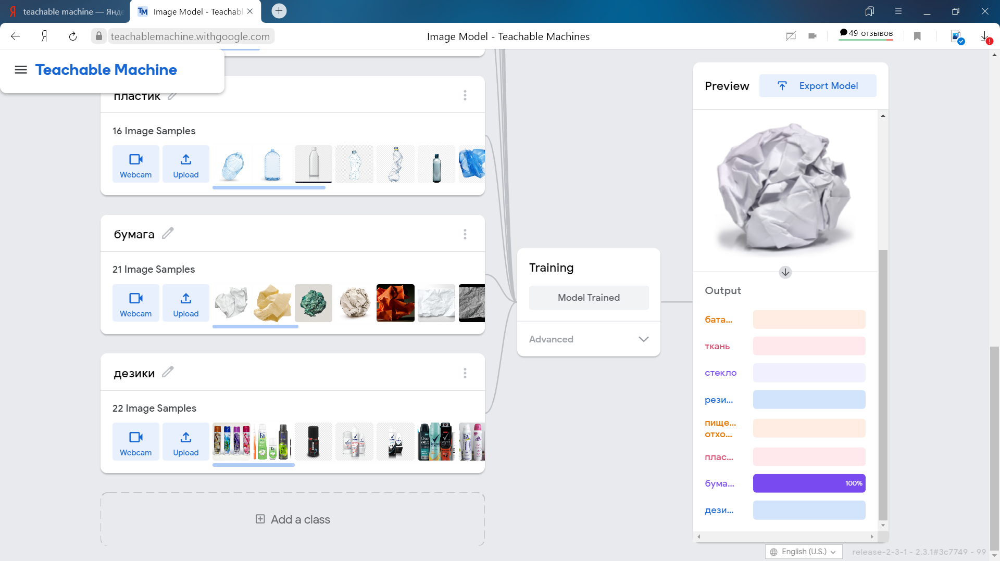 teachable machine — Янде
Image Model - Teachabl
teachablemachine.withgoogle.com
Image Model - Teachable Machines
49 отзывов
Teachable Machine
пластик
16 Image Samples
Webcam
Upload
бумага
21 Image Samples
Webcam
Upload
дезики
22 Image Samples
Webcam
Upload
Add a class
Training
Model Trained
Advanced
Preview
Export Model
Output
бата...
ткань
стекло
рези...
пище...
отхо...
плас...
бума...
100%
дези...
English (U.S.)
release-2-3-1 - 2.3.1#3c7749 - 99